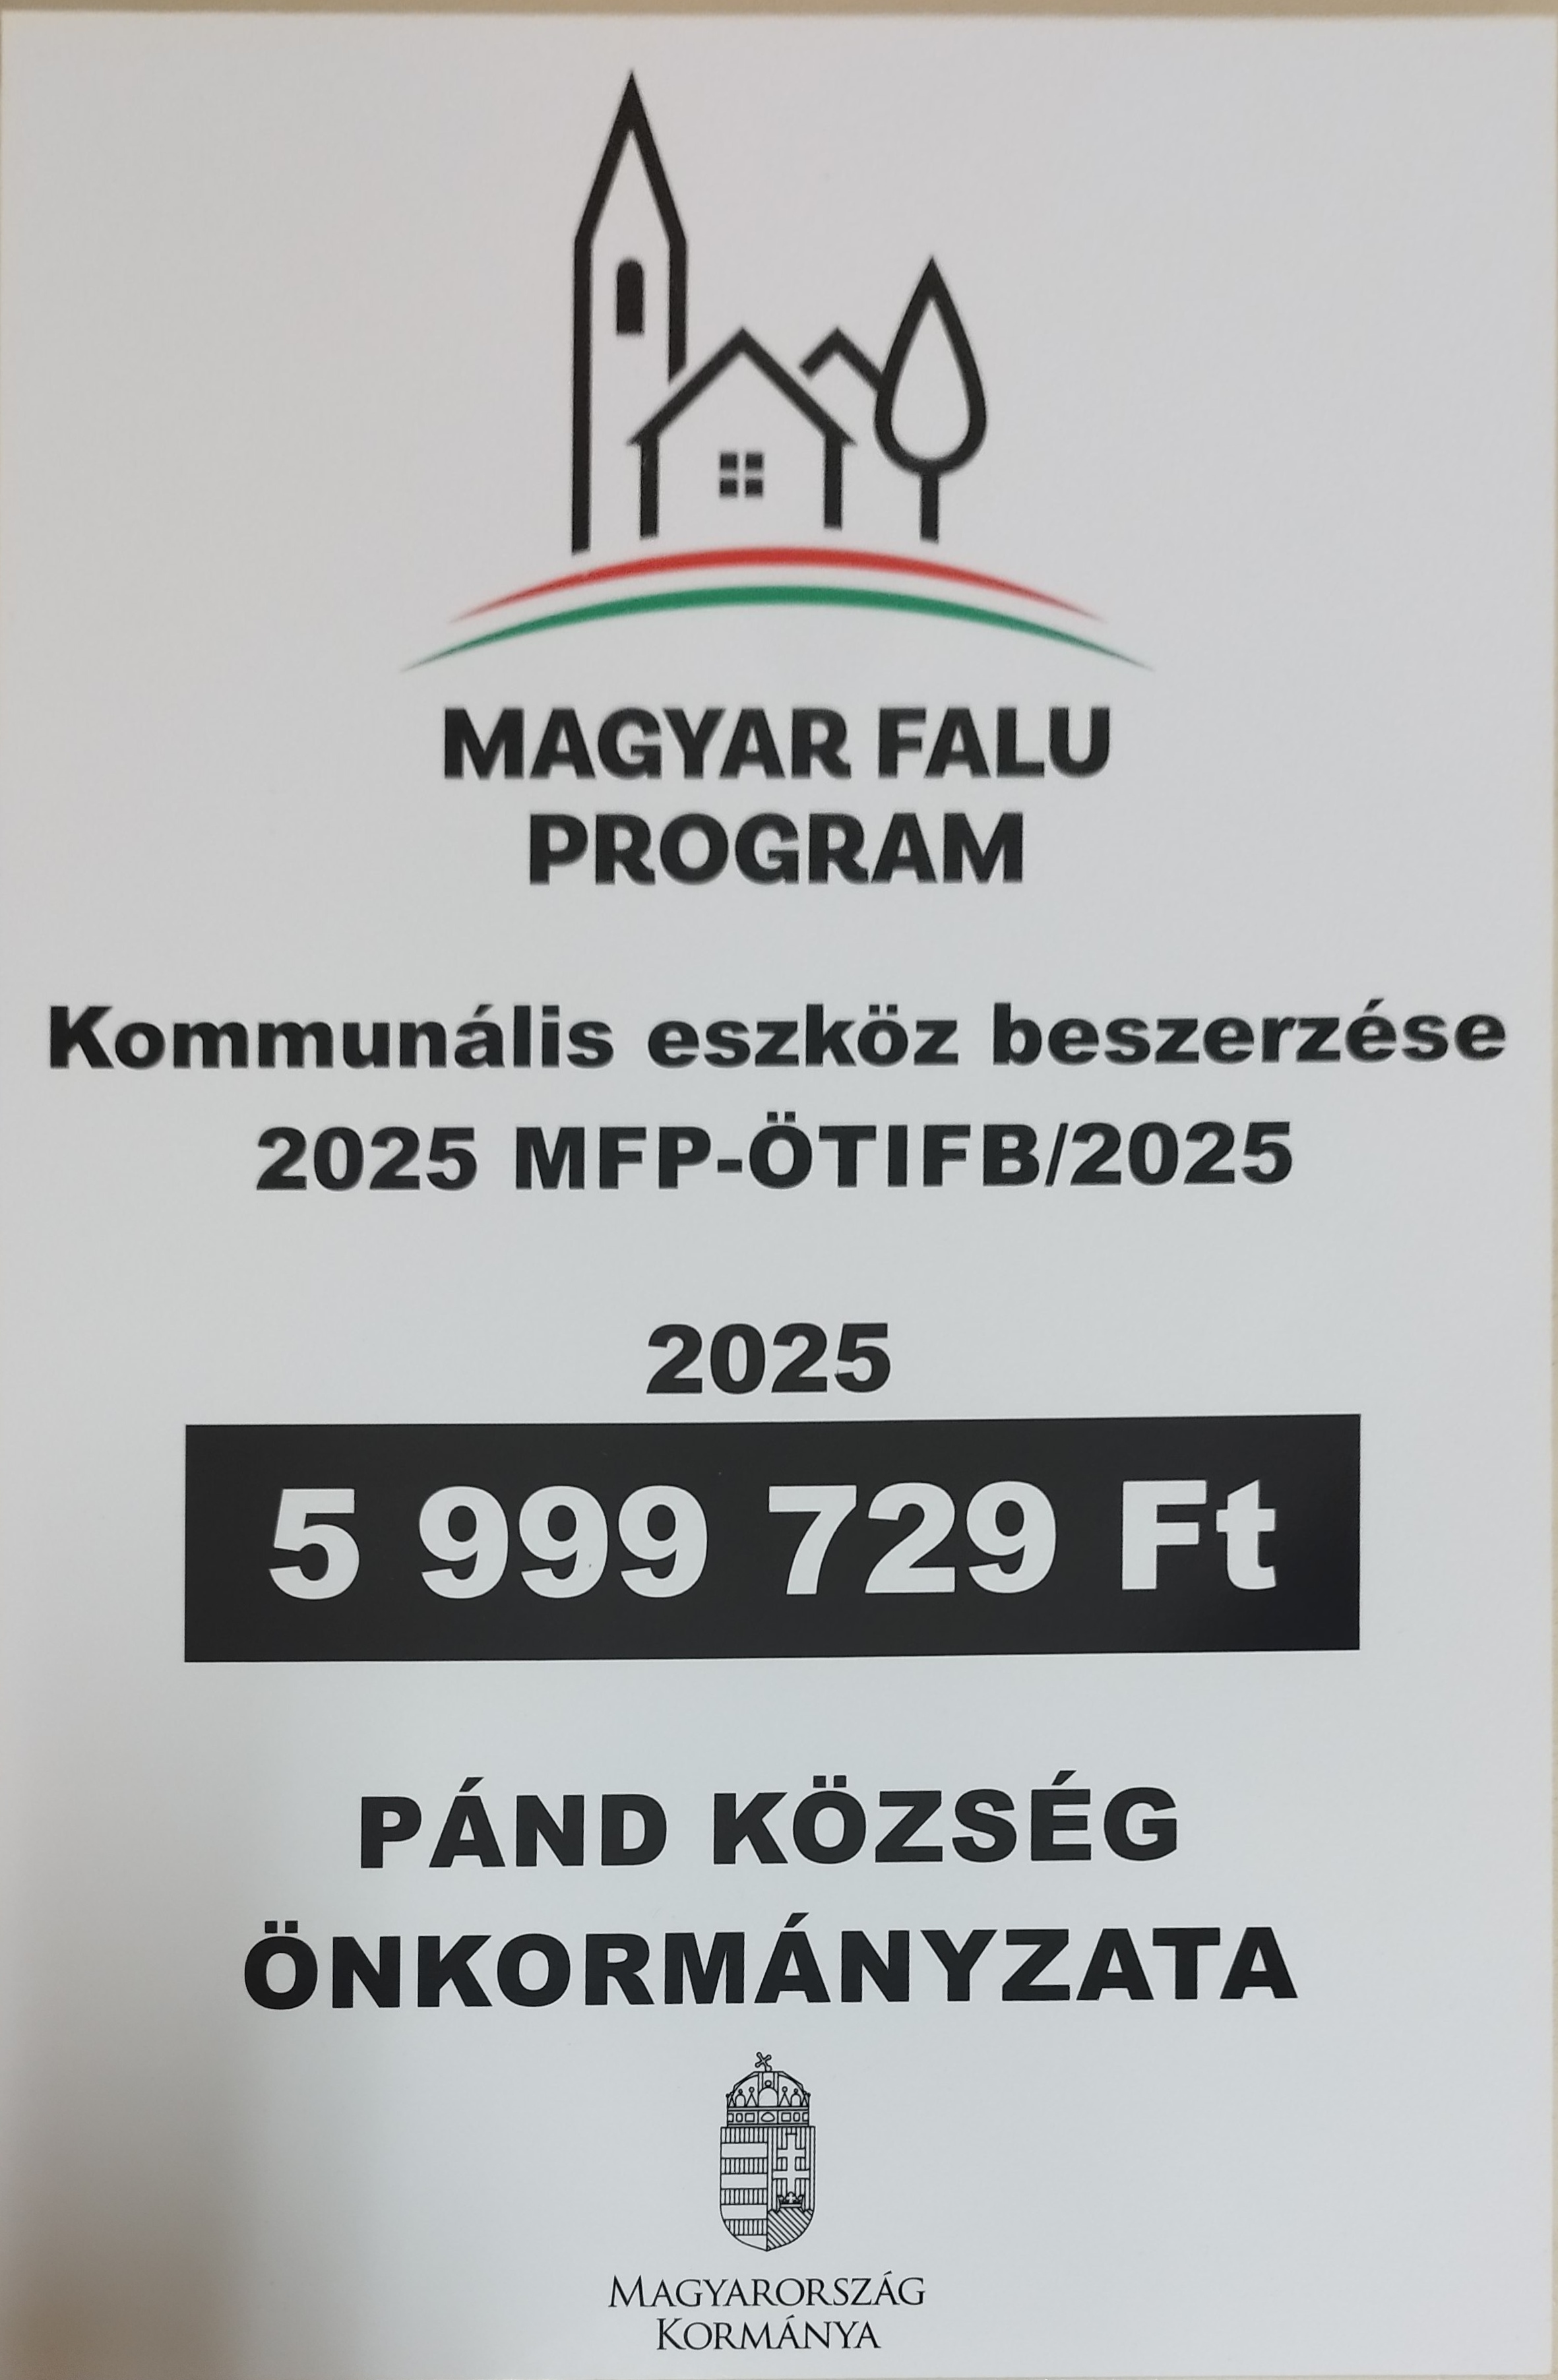 MAGYAR FALU
PROGRAM
Kommunális eszköz beszerzése
2025 MFP-ÖTIFB/2025
2025
5 999 729 Ft
PÁND KÖZSÉG
ÖNKORMÁNYZATA
MAGYARORSZÁG
KORMÁNYA